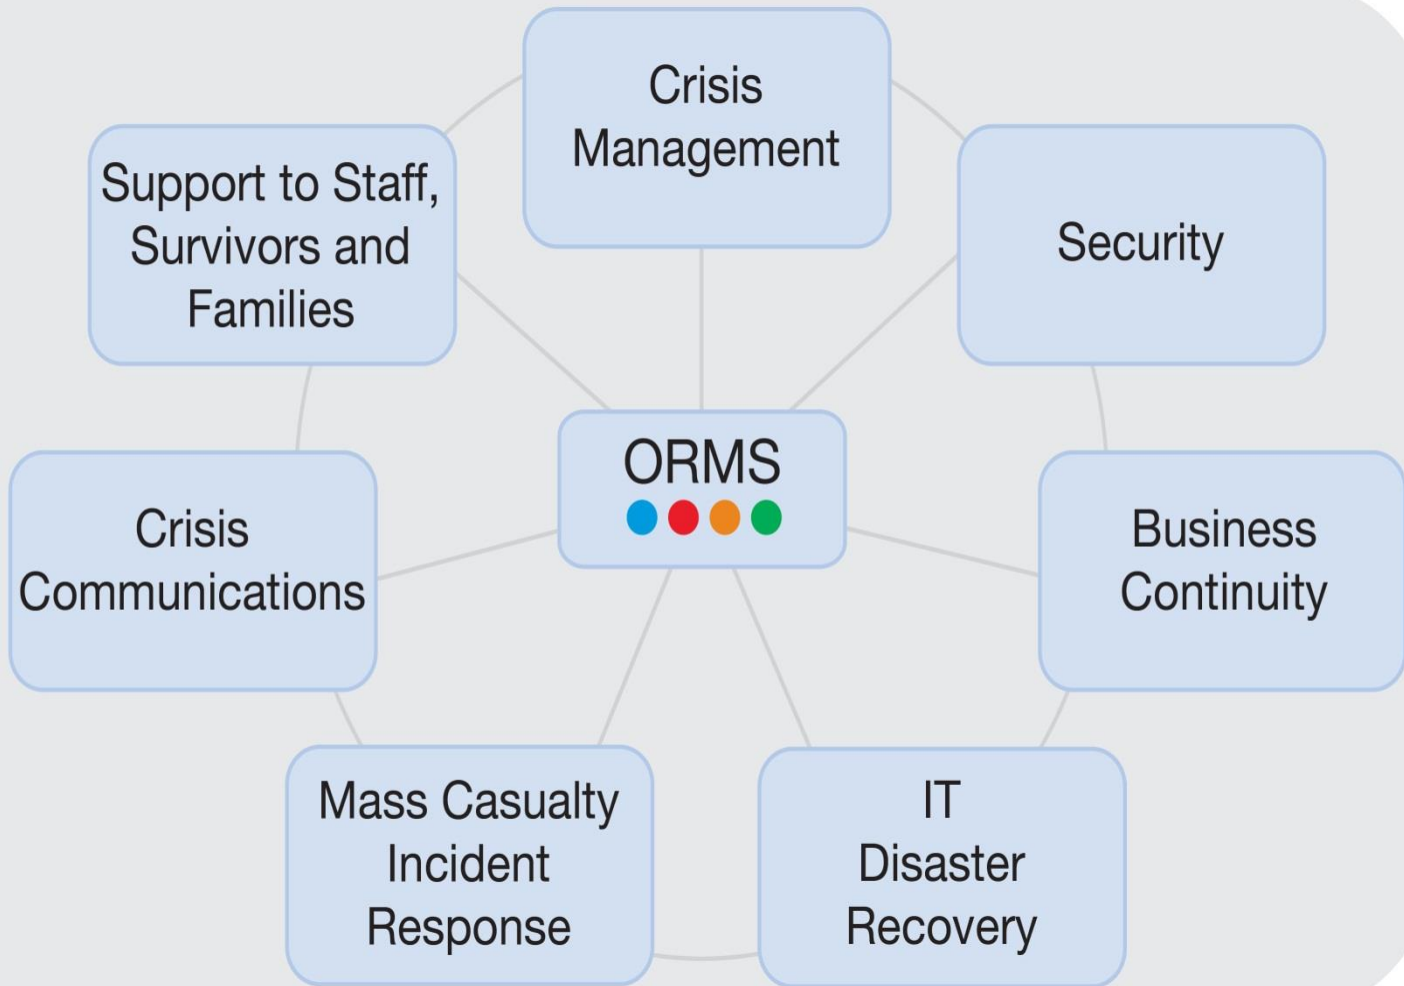 Crisis
Management
Support to Staff,
Survivors and
Families
Security
ORMS
Crisis
Communications
Business
Continuity
Mass Casualty
Incident
Response
IT
Disaster
Recovery